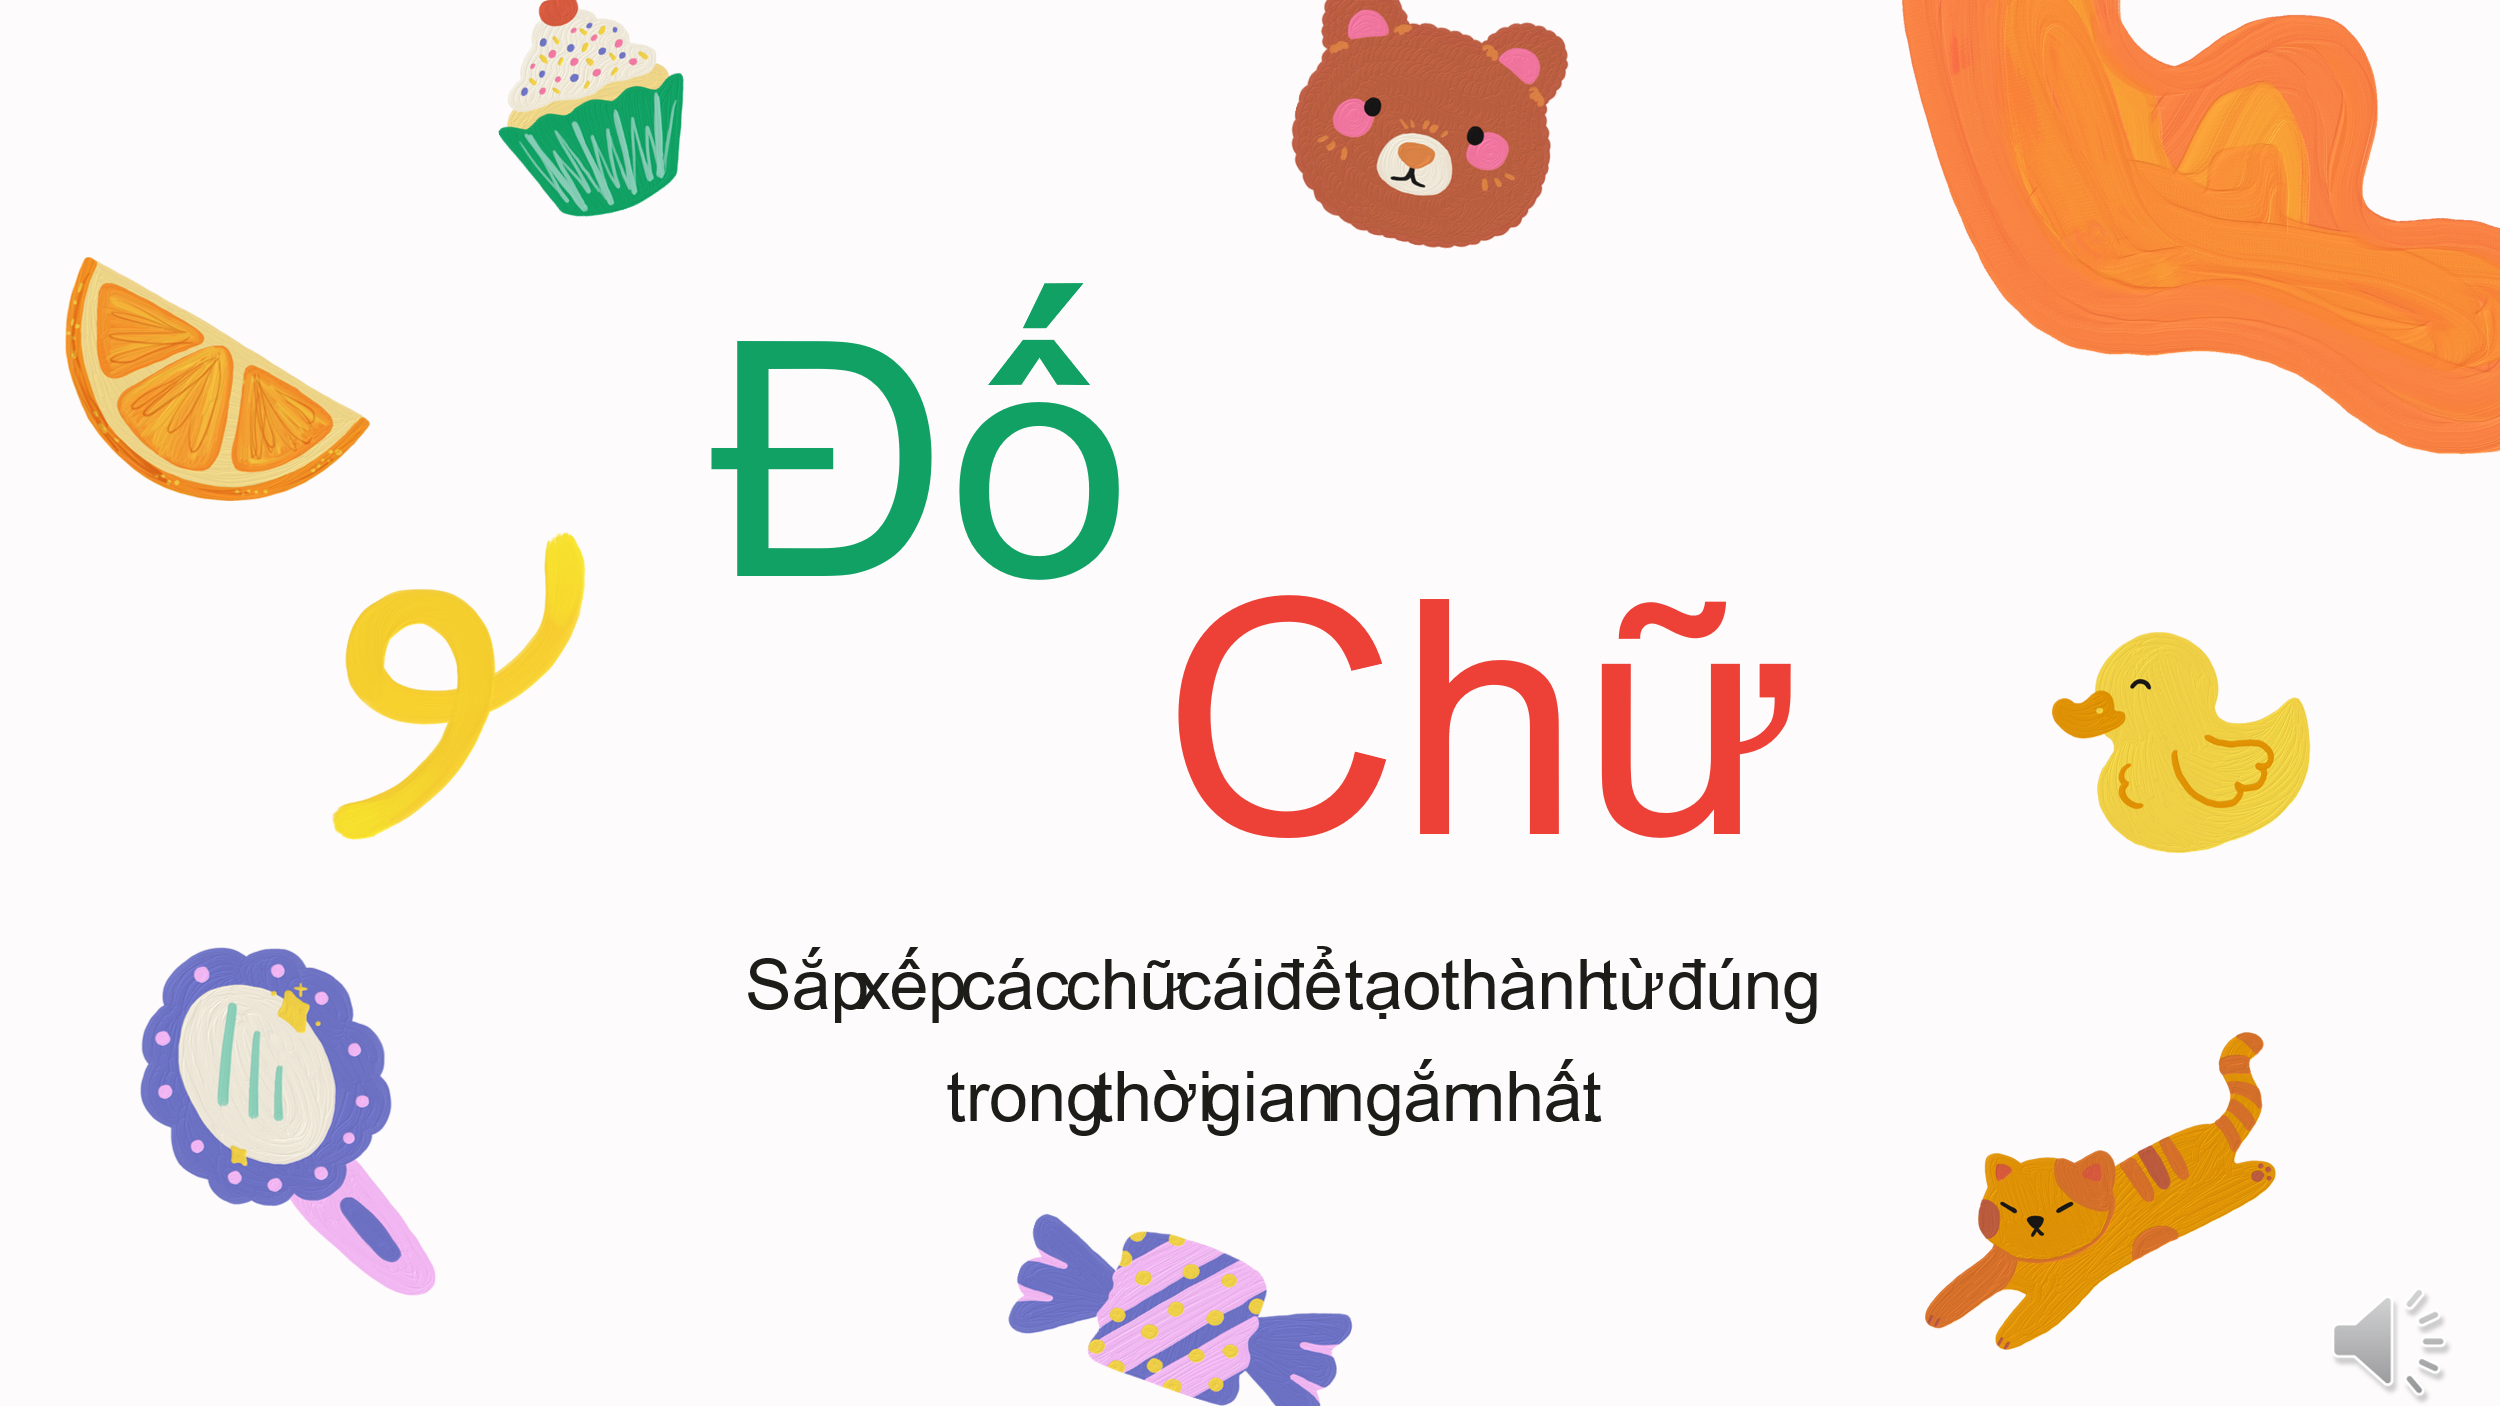 Đố
Chữ
Sắp xếp các chữ cái để tạo thành từ đúng
trong thời gian ngắn nhất